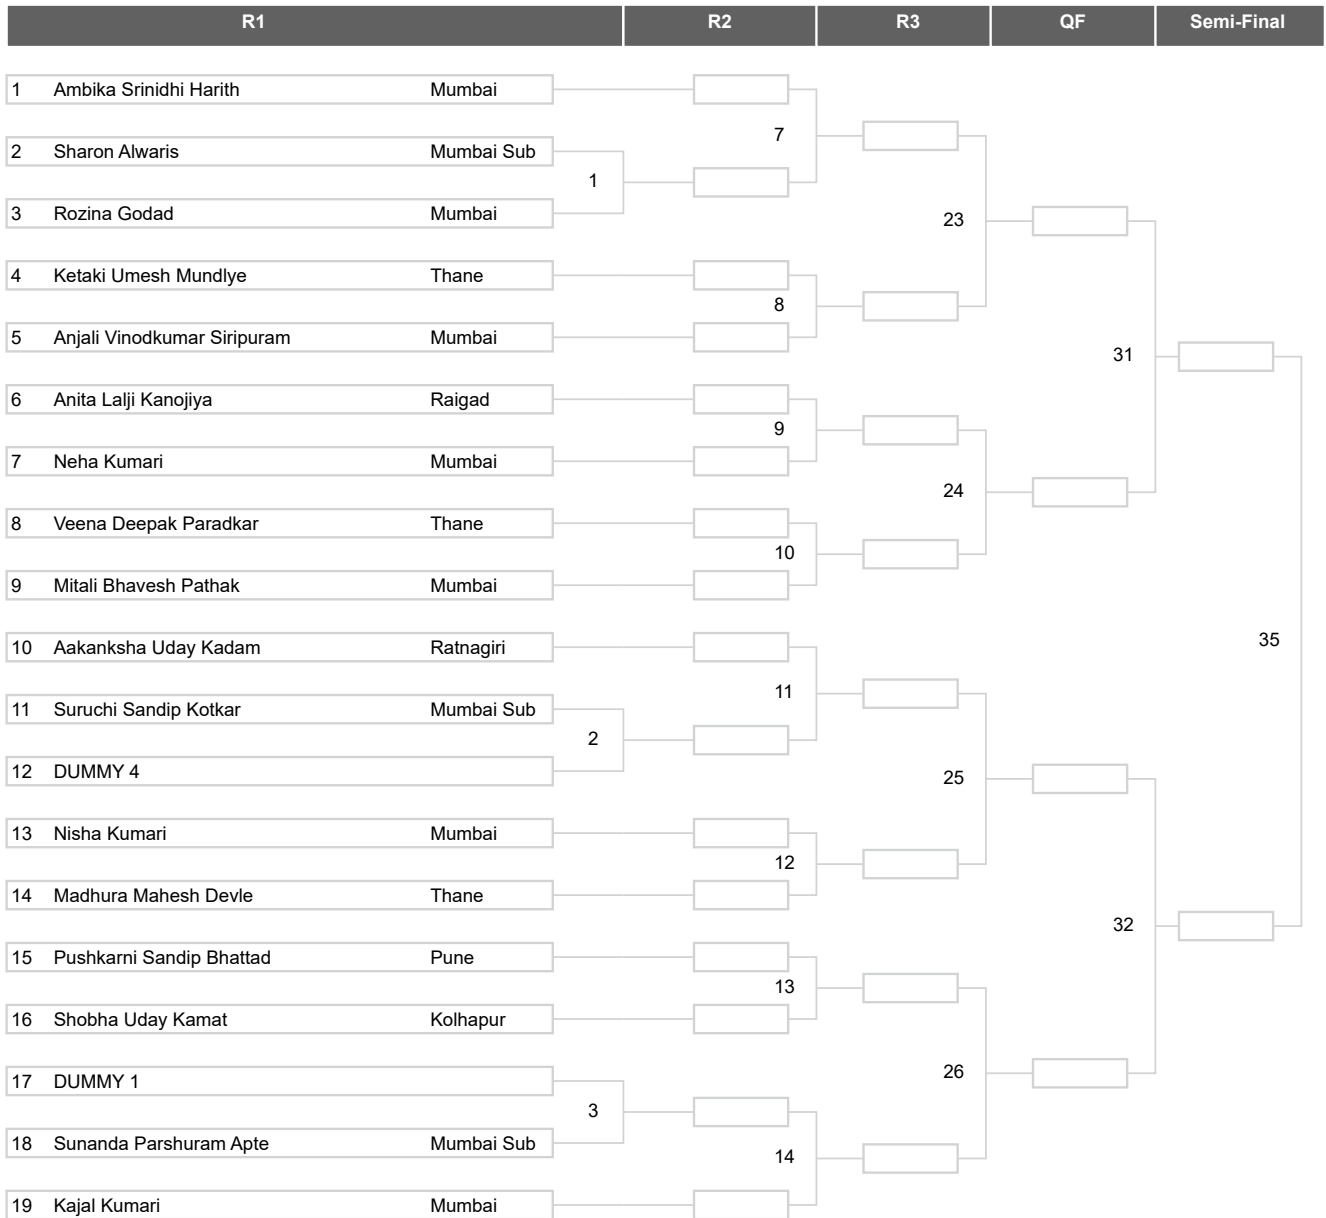 R1 R2 R3 QF Semi-Final
1 Ambika Srinidhi Harith Mumbai
7
2 Sharon Alwaris Mumbai Sub
1
3 Rozina Godad Mumbai
23
4 Ketaki Umesh Mundlye Thane
8
5 Anjali Vinodkumar Siripuram Mumbai
31
6 Anita Lalji Kanojiya Raigad
9
7 Neha Kumari Mumbai
24
8 Veena Deepak Paradkar Thane
10
9 Mitali Bhavesh Pathak Mumbai
35
10 Aakanksha Uday Kadam Ratnagiri
11
11 Suruchi Sandip Kotkar Mumbai Sub
2
12 DUMMY 4
25
13 Nisha Kumari Mumbai
12
14 Madhura Mahesh Devle Thane
32
15 Pushkarni Sandip Bhattad Pune
13
16 Shobha Uday Kamat Kolhapur
26
17 DUMMY 1
3
18 Sunanda Parshuram Apte Mumbai Sub
14
19 Kajal Kumari Mumbai